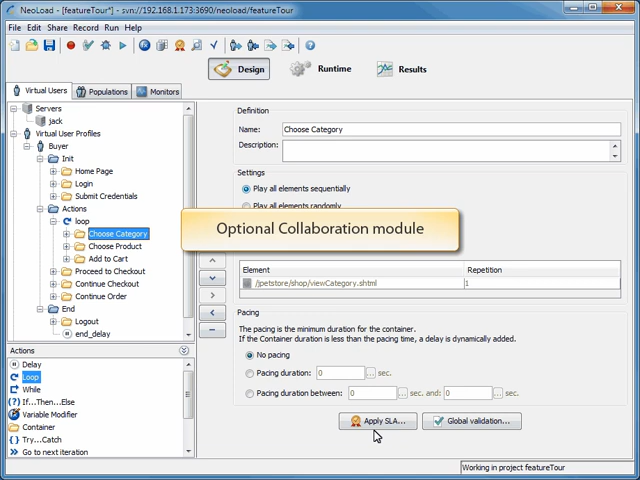 NeoLoad - [featureTour*] - svn://192.168.1.173:3690/neoload/featureTour
File Edit Share Record Run Help
Design Runtime Results
Virtual Users Populations Monitors
Servers
jack
Virtual User Profiles
Buyer
Init
Home Page
Login
Submit Credentials
Actions
loop
Choose Category
Choose Product
Add to Cart
Proceed to Checkout
Continue Checkout
Continue Order
End
Logout
end_delay
Actions
Delay
Loop
While
If...Then...Else
Variable Modifier
Container
Try...Catch
Go to next iteration
Definition
Name: Choose Category
Description:
Settings
Play all elements sequentially
Play all elements randomly
Optional Collaboration module
Element Repetition
/jpetstore/shop/viewCategory.shtml 1
Pacing
The pacing is the minimum duration for the container.
If the Container duration is less than the pacing time, a delay is dynamically added.
No pacing
Pacing duration: 0 ... sec.
Pacing duration between: 0 ... sec. and: 0 ... sec.
Apply SLA... Global validation...
Working in project featureTour